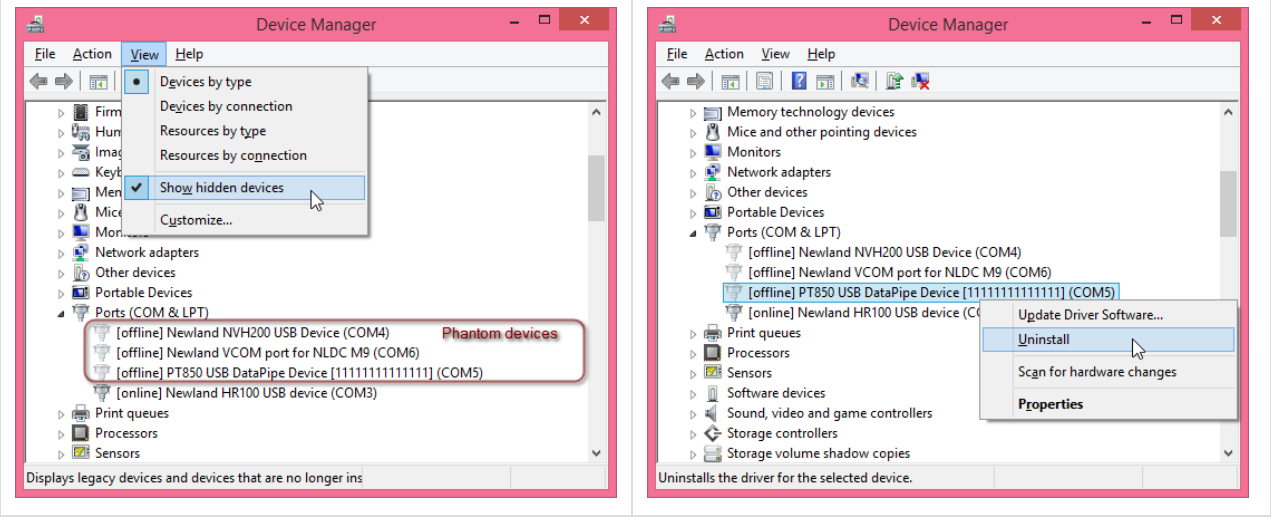 Device Manager
File Action View Help
Devices by type
Devices by connection
Resources by type
Resources by connection
Show hidden devices
Customize...
Firm
Hum
Imag
Keyb
Mem
Mice
Moni
Network adapters
Other devices
Portable Devices
Ports (COM & LPT)
[offline] Newland NVH200 USB Device (COM4)
Phantom devices
[offline] Newland VCOM port for NLDC M9 (COM6)
[offline] PT850 USB DataPipe Device [11111111111111] (COM5)
[online] Newland HR100 USB device (COM3)
Print queues
Processors
Sensors
Displays legacy devices and devices that are no longer ins
Device Manager
File Action View Help
Memory technology devices
Mice and other pointing devices
Monitors
Network adapters
Other devices
Portable Devices
Ports (COM & LPT)
[offline] Newland NVH200 USB Device (COM4)
[offline] Newland VCOM port for NLDC M9 (COM6)
[offline] PT850 USB DataPipe Device [11111111111111] (COM5)
[online] Newland HR100 USB device (CO
Print queues
Processors
Sensors
Software devices
Sound, video and game controllers
Storage controllers
Storage volume shadow copies
Update Driver Software...
Uninstall
Scan for hardware changes
Properties
Uninstalls the driver for the selected device.